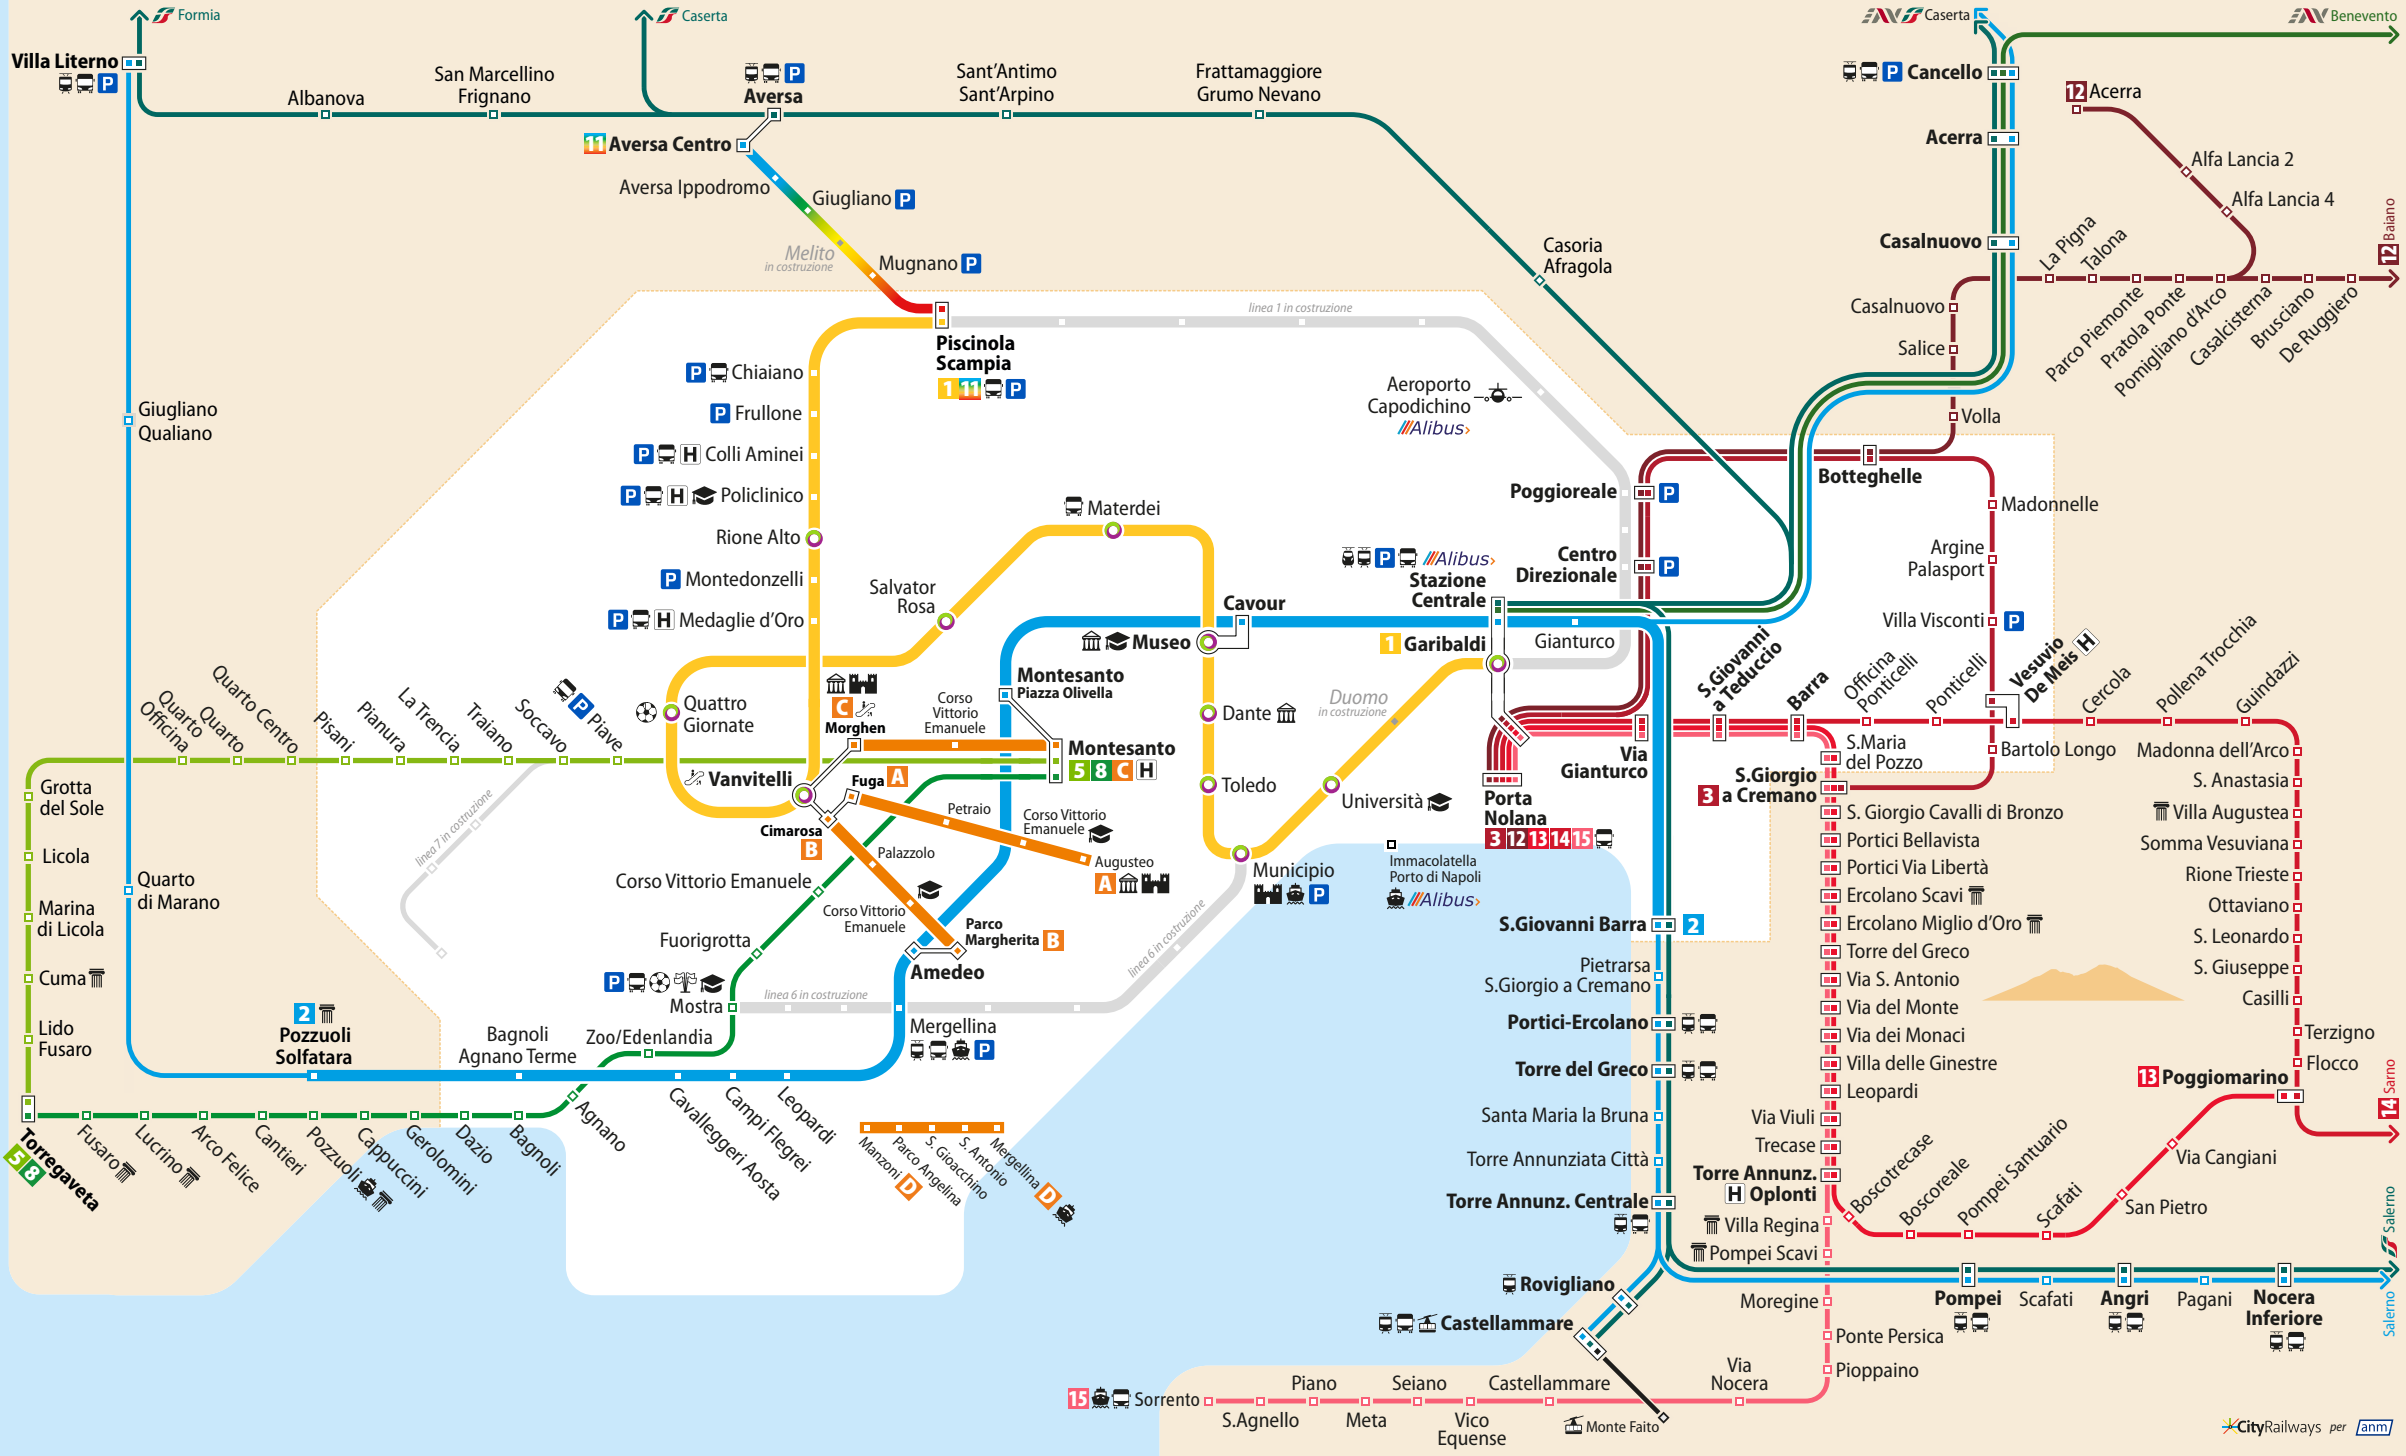 Formia
Caserta
Caserta
Benevento
Villa Literno
P
Albanova
San Marcellino
Frignano
P
Aversa
Sant'Antimo
Sant'Arpino
Frattamaggiore
Grumo Nevano
P Cancello
12 Acerra
Acerra
11 Aversa Centro
Aversa Ippodromo
Giugliano P
Melito
in costruzione
Mugnano P
Alfa Lancia 2
Alfa Lancia 4
12 Baiano
Casalnuovo
Casoria
Afragola
La Pigna
Talona
Parco Piemonte
Pratola Ponte
Pomigliano d'Arco
Casalcisterna
Brusciano
De Ruggiero
Casalnuovo
Salice
Volla
linea 1 in costruzione
Piscinola
Scampia
1 11 P
P Chiaiano
P Frullone
P H Colli Aminei
P H Policlinico
Rione Alto
P Montedonzelli
P H Medaglie d'Oro
Giugliano
Qualiano
Aeroporto
Capodichino
Alibus
Poggioreale P
Botteghelle
Madonnelle
Materdei
P Alibus
Centro
Direzionale P
Argine
Palasport
Stazione
Centrale
Salvator
Rosa
Cavour
Museo
1 Garibaldi
Gianturco
Villa Visconti P
S.Giovanni
a Teduccio
Barra
Officina
Ponticelli
Ponticelli
Vesuvio
De Meis H
Cercola
Pollena Trocchia
Guindazzi
Quarto
Officina
Quarto
Quarto Centro
Pisani
Pianura
La Trencia
Traiano
Soccavo
P Piave
Quattro
Giornate
C
Morghen
Corso
Vittorio
Emanuele
Montesanto
Piazza Olivella
Montesanto
5 8 C H
Dante
Duomo
in costruzione
Via
Gianturco
S.Maria
del Pozzo
Bartolo Longo
Madonna dell'Arco
Vanvitelli
Fuga A
Grotta
del Sole
linea 7 in costruzione
Petraio
Corso Vittorio
Emanuele
Cimarosa
B
Palazzolo
Augusteo
A
Toledo
Università
Porta
Nolana
3 12 13 14 15
S.Giorgio
3 a Cremano
S. Giorgio Cavalli di Bronzo
Portici Bellavista
Portici Via Libertà
Ercolano Scavi
Ercolano Miglio d'Oro
Torre del Greco
Via S. Antonio
Via del Monte
Via dei Monaci
Villa delle Ginestre
Leopardi
Via Viuli
Trecase
Torre Annunz.
H Oplonti
Villa Regina
Pompei Scavi
Moregine
Ponte Persica
Pioppaino
S. Anastasia
Villa Augustea
Somma Vesuviana
Rione Trieste
Ottaviano
S. Leonardo
S. Giuseppe
Casilli
Terzigno
Flocco
13 Poggiomarino
14 Sarno
Via Cangiani
San Pietro
Scafati
Pompei Santuario
Boscoreale
Boscotrecase
Licola
Marina
di Licola
Cuma
Lido
Fusaro
Quarto
di Marano
Corso Vittorio Emanuele
Corso Vittorio
Emanuele
Parco
Margherita B
Amedeo
Fuorigrotta
P
Mostra
linea 6 in costruzione
linea 6 in costruzione
Municipio
P
Immacolatella
Porto di Napoli
Alibus
S.Giovanni Barra 2
Pietrarsa
S.Giorgio a Cremano
Portici-Ercolano
Torre del Greco
Santa Maria la Bruna
Torre Annunziata Città
Torre Annunz. Centrale
Rovigliano
Castellammare
Monte Faito
2
Pozzuoli
Solfatara
Bagnoli
Agnano Terme
Zoo/Edenlandia
Mergellina
P
Cavalleggeri Aosta
Campi Flegrei
Leopardi
Torregaveta
5 8
Fusaro
Lucrino
Arco Felice
Cantieri
Pozzuoli
Cappuccini
Gerolomini
Dazio
Bagnoli
Agnano
Manzoni D
Parco Angelina
S. Gioacchino
S. Antonio
Mergellina D
Salerno
Salerno
Pompei
Scafati
Angri
Pagani
Nocera
Inferiore
15 Sorrento
S.Agnello
Piano
Meta
Seiano
Vico
Equense
Castellammare
Via
Nocera
CityRailways per anm